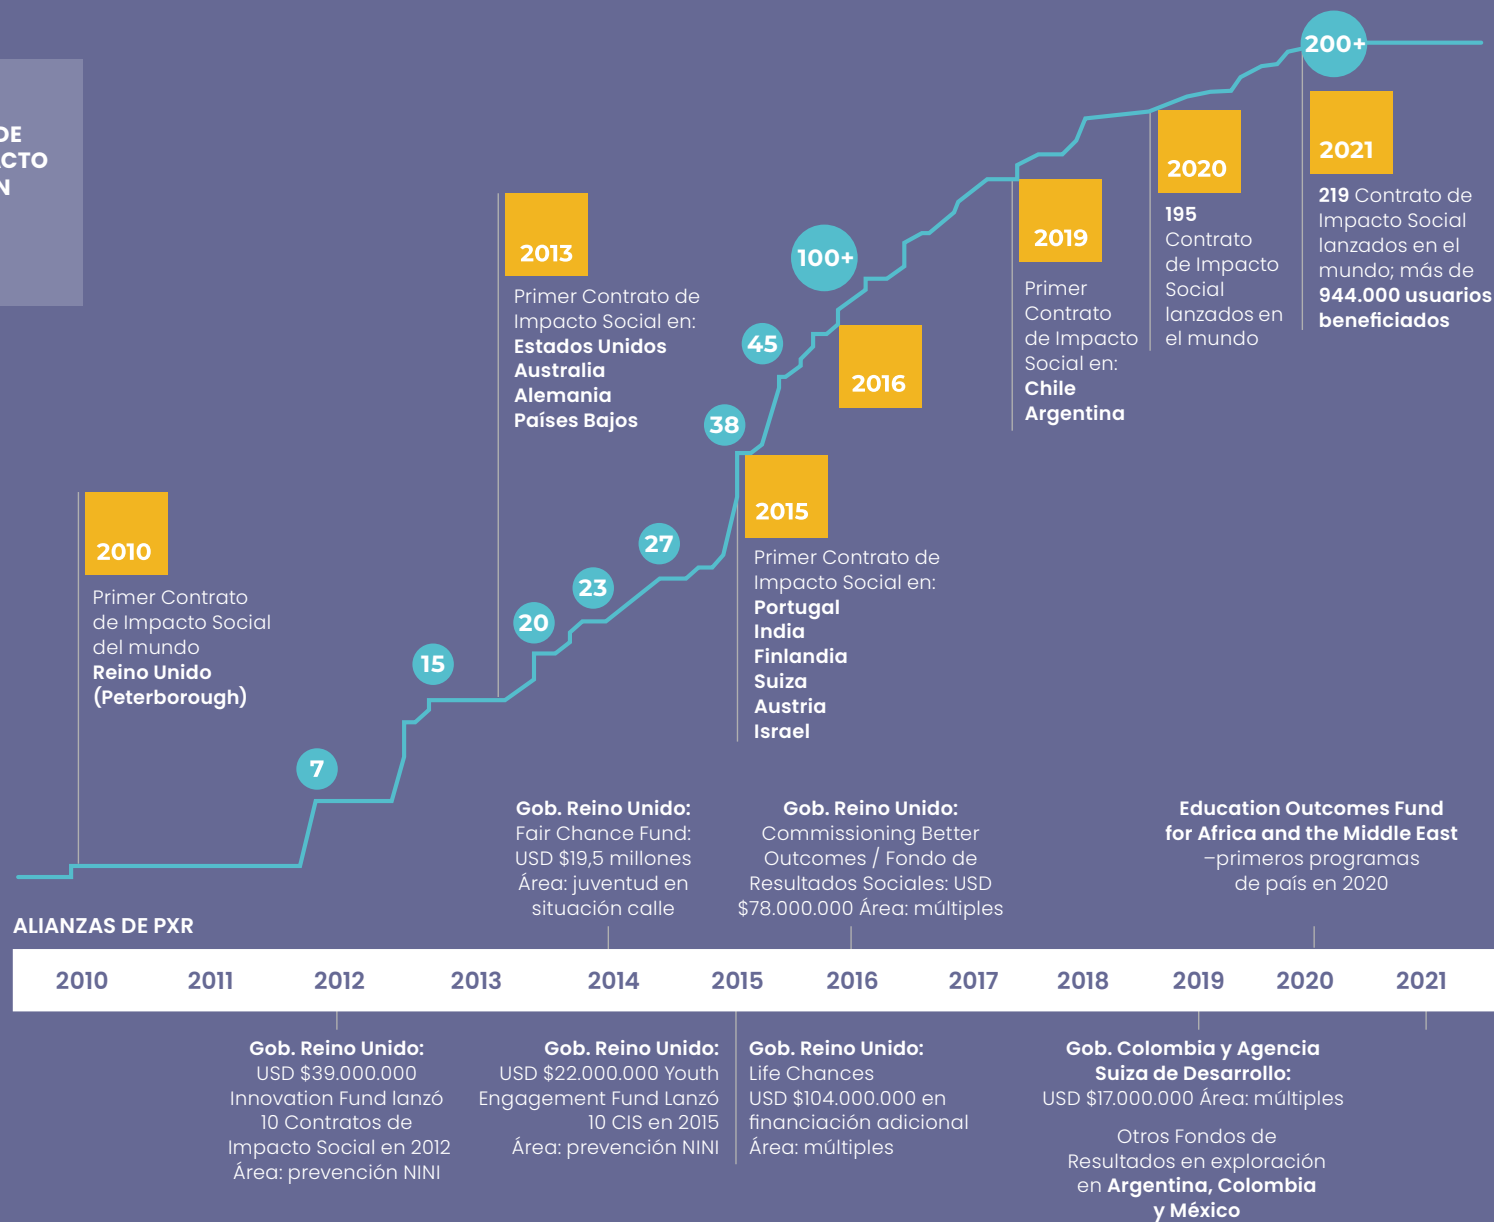 DE
ACTO
N
200+
2021
219 Contrato de
Impacto Social
lanzados en el
mundo; más de
944.000 usuarios
beneficiados
2020
195
Contrato
de Impacto
Social
lanzados en
el mundo
2019
Primer
Contrato
de Impacto
Social en:
Chile
Argentina
2013
Primer Contrato de
Impacto Social en:
Estados Unidos
Australia
Alemania
Países Bajos
100+
2016
45
38
2015
Primer Contrato de
Impacto Social en:
Portugal
India
Finlandia
Suiza
Austria
Israel
2010
Primer Contrato
de Impacto Social
del mundo
Reino Unido
(Peterborough)
27
23
20
15
7
Gob. Reino Unido:
Fair Chance Fund:
USD $19,5 millones
Área: juventud en
situación calle
Gob. Reino Unido:
Commissioning Better
Outcomes / Fondo de
Resultados Sociales: USD
$78.000.000 Área: múltiples
Education Outcomes Fund
for Africa and the Middle East
–primeros programas
de país en 2020
ALIANZAS DE PXR
2010 2011 2012 2013 2014 2015 2016 2017 2018 2019 2020 2021
Gob. Reino Unido:
USD $39.000.000
Innovation Fund lanzó
10 Contratos de
Impacto Social en 2012
Área: prevención NINI
Gob. Reino Unido:
USD $22.000.000 Youth
Engagement Fund Lanzó
10 CIS en 2015
Área: prevención NINI
Gob. Reino Unido:
Life Chances
USD $104.000.000 en
financiación adicional
Área: múltiples
Gob. Colombia y Agencia
Suiza de Desarrollo:
USD $17.000.000 Área: múltiples
Otros Fondos de
Resultados en exploración
en Argentina, Colombia
y México